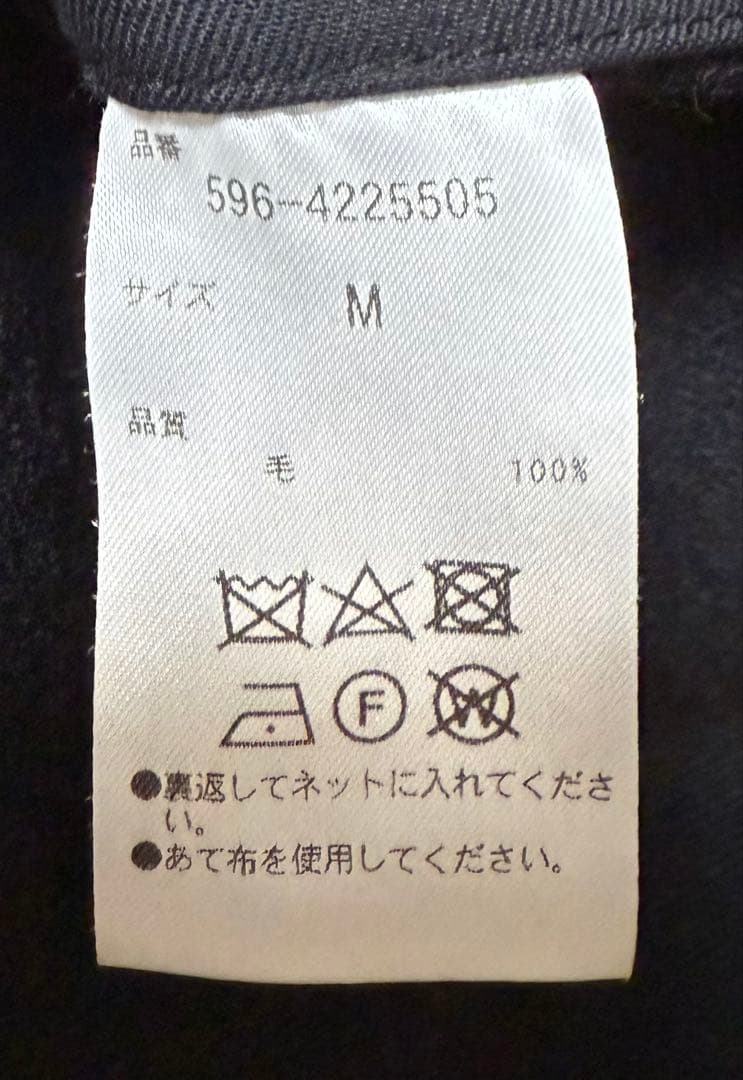 品番
596-4225505
サイズ M
品質
毛 100%
F W
●裏返してネットに入れてくださ
い。
●あて布を使用してください。